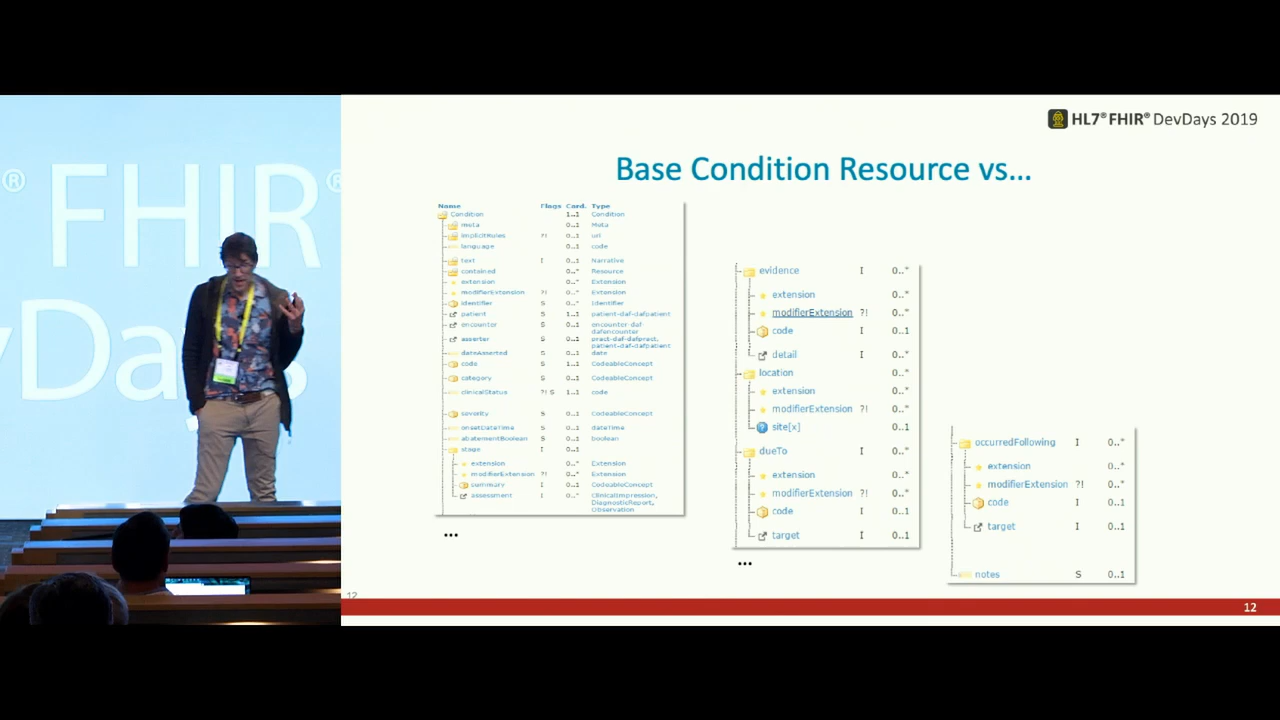 ® FHIR®
Da
HL7® FHIR® DevDays 2019
Base Condition Resource vs...
Name Flags Card. Type
Condition 1..1 Condition
meta 0..1 Meta
implicitRules ?! 0..1 uri
language 0..1 code
text I 0..1 Narrative
contained 0..* Resource
extension 0..* Extension
modifierExtension ?! 0..* Extension
identifier S 0..* Identifier
patient S 1..1 patient-daf-dafpatient
encounter S 0..1 encounter-daf-
dafencounter
asserter S 0..1 pract-daf-dafpract,
patient-daf-dafpatient
dateAsserted S 0..1 date
code S 1..1 CodeableConcept
category S 0..1 CodeableConcept
clinicalStatus ?! S 1..1 code
severity S 0..1 CodeableConcept
onsetDateTime S 0..1 dateTime
abatementBoolean S 0..1 boolean
stage I 0..1
extension 0..* Extension
modifierExtension ?! 0..* Extension
summary I 0..1 CodeableConcept
assessment I 0..* ClinicalImpression,
DiagnosticReport,
Observation
...
evidence I 0..*
extension 0..*
modifierExtension ?! 0..*
code I 0..1
detail I 0..1
location 0..*
extension 0..*
modifierExtension ?! 0..*
site[x] 0..1
dueTo I 0..*
extension 0..*
modifierExtension ?! 0..*
code I 0..1
target I 0..1
...
occurredFollowing I 0..*
extension 0..*
modifierExtension ?! 0..*
code I 0..1
target I 0..1
notes S 0..1
12
12